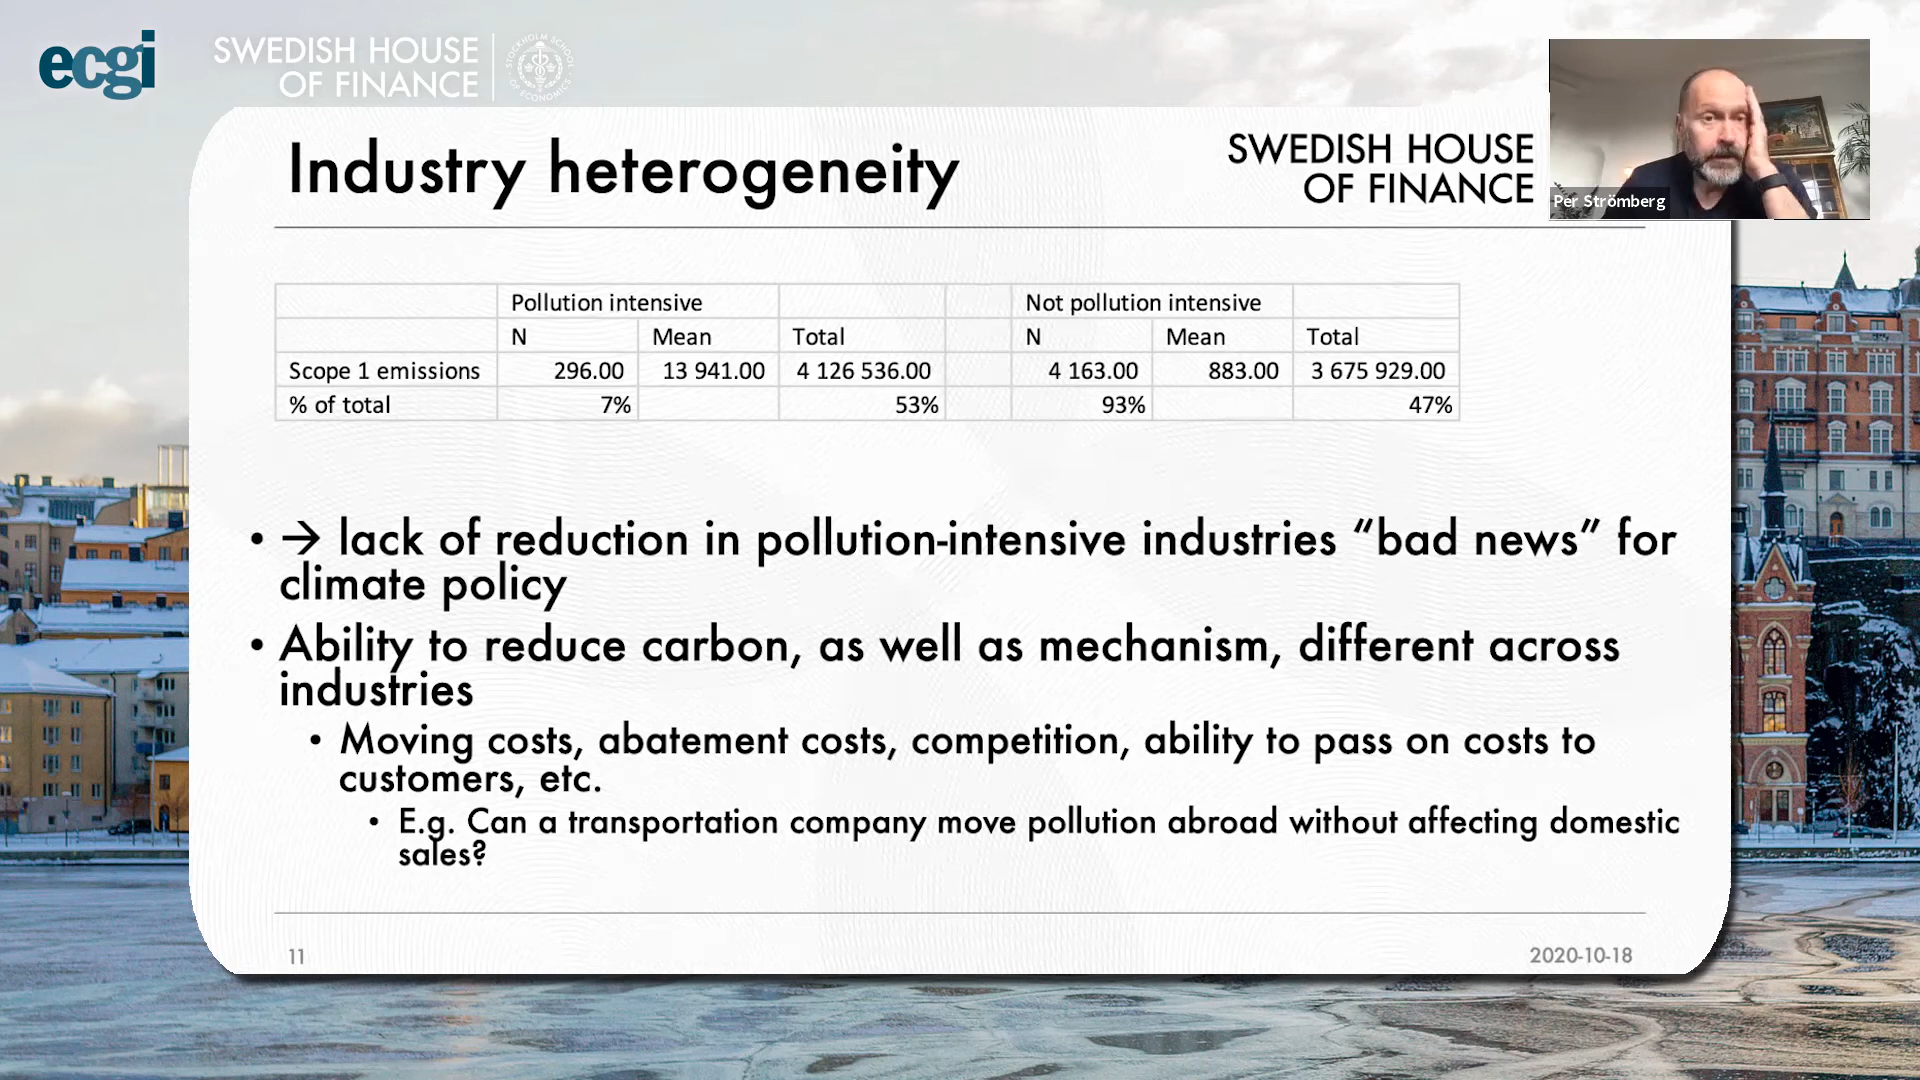 ecgi
SWEDISH HOUSE
OF FINANCE
STOCKHOLM SCHOOL
OF ECONOMICS
Industry heterogeneity
SWEDISH HOUSE
OF FINANCE
Per Strömberg
Pollution intensive Not pollution intensive
N Mean Total N Mean Total
Scope 1 emissions 296.00 13 941.00 4 126 536.00 4 163.00 883.00 3 675 929.00
% of total 7% 53% 93% 47%
• → lack of reduction in pollution-intensive industries “bad news” for
climate policy
• Ability to reduce carbon, as well as mechanism, different across
industries
• Moving costs, abatement costs, competition, ability to pass on costs to
customers, etc.
• E.g. Can a transportation company move pollution abroad without affecting domestic
sales?
11
2020-10-18